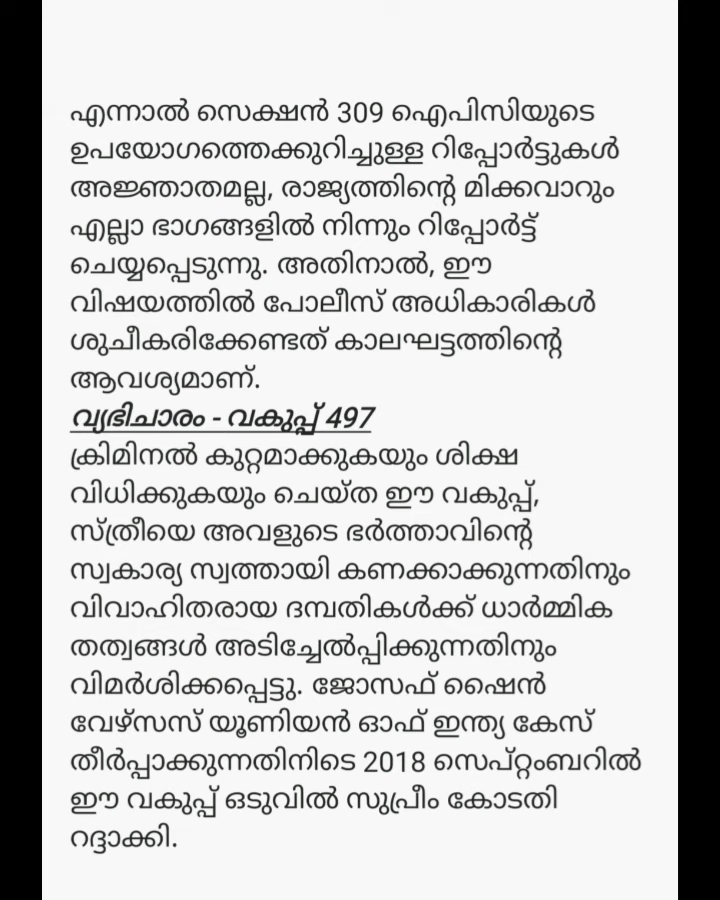 എന്നാൽ സെക്ഷൻ 309 ഐപിസിയുടെ
ഉപയോഗത്തെക്കുറിച്ചുള്ള റിപ്പോർട്ടുകൾ
അജ്ഞാതമല്ല, രാജ്യത്തിന്റെ മിക്കവാറും
എല്ലാ ഭാഗങ്ങളിൽ നിന്നും റിപ്പോർട്ട്
ചെയ്യപ്പെടുന്നു. അതിനാൽ, ഈ
വിഷയത്തിൽ പോലീസ് അധികാരികൾ
ശുചീകരിക്കേണ്ടത് കാലഘട്ടത്തിന്റെ
ആവശ്യമാണ്.
വ്യഭിചാരം - വകുപ്പ് 497
ക്രിമിനൽ കുറ്റമാക്കുകയും ശിക്ഷ
വിധിക്കുകയും ചെയ്ത ഈ വകുപ്പ്,
സ്ത്രീയെ അവളുടെ ഭർത്താവിന്റെ
സ്വകാര്യ സ്വത്തായി കണക്കാക്കുന്നതിനും
വിവാഹിതരായ ദമ്പതികൾക്ക് ധാർമ്മിക
തത്വങ്ങൾ അടിച്ചേൽപ്പിക്കുന്നതിനും
വിമർശിക്കപ്പെട്ടു. ജോസഫ് ഷൈൻ
വേഴ്സസ് യൂണിയൻ ഓഫ് ഇന്ത്യ കേസ്
തീർപ്പാക്കുന്നതിനിടെ 2018 സെപ്റ്റംബറിൽ
ഈ വകുപ്പ് ഒടുവിൽ സുപ്രീം കോടതി
റദ്ദാക്കി.